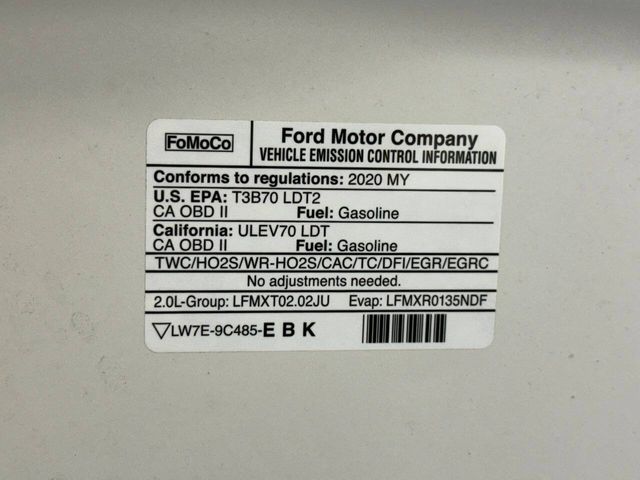 FoMoCo
Ford Motor Company
VEHICLE EMISSION CONTROL INFORMATION
Conforms to regulations: 2020 MY
U.S. EPA: T3B70 LDT2
CA OBD II Fuel: Gasoline
California: ULEV70 LDT
CA OBD II Fuel: Gasoline
TWC/HO2S/WR-HO2S/CAC/TC/DFI/EGR/EGRC
No adjustments needed.
2.0L-Group: LFMXT02.02JU Evap: LFMXR0135NDF
▽LW7E-9C485-E B K